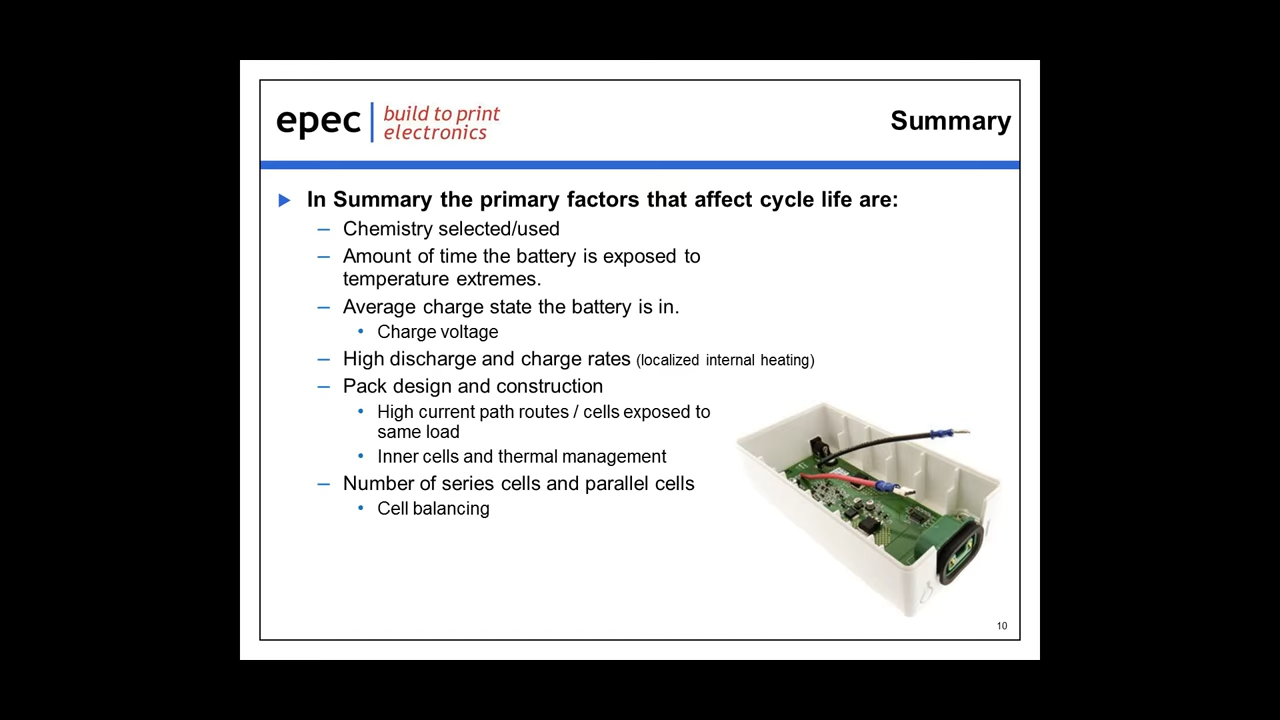 epec
build to print
electronics
Summary
In Summary the primary factors that affect cycle life are:
– Chemistry selected/used
– Amount of time the battery is exposed to
temperature extremes.
– Average charge state the battery is in.
• Charge voltage
– High discharge and charge rates (localized internal heating)
– Pack design and construction
• High current path routes / cells exposed to
same load
• Inner cells and thermal management
– Number of series cells and parallel cells
• Cell balancing
10